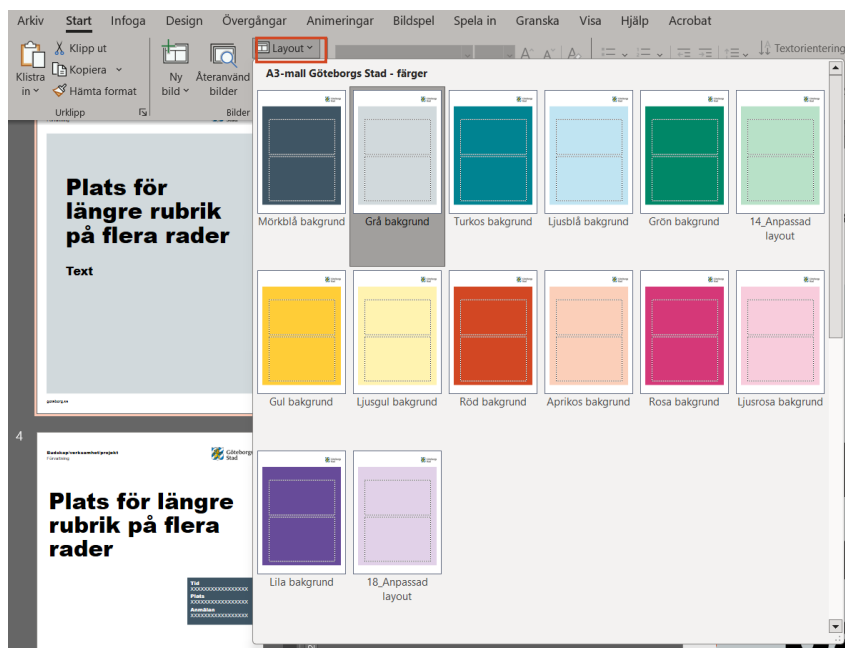 Arkiv Start Infoga Design Övergångar Animeringar Bildspel Spela in Granska Visa Hjälp Acrobat
Klistra in
Klipp ut
Kopiera
Hämta format
Urklipp
Ny bild
Återanvänd bilder
Bilder
Layout
Textorientering
A3-mall Göteborgs Stad - färger
Mörkblå bakgrund
Grå bakgrund
Turkos bakgrund
Ljusblå bakgrund
Grön bakgrund
14_Anpassad
layout
Gul bakgrund
Ljusgul bakgrund
Röd bakgrund
Aprikos bakgrund
Rosa bakgrund
Ljusrosa bakgrund
Lila bakgrund
18_Anpassad
layout
Plats för
längre rubrik
på flera rader
Text
goteborg.se
4
Budskap/verksamhet/projekt
Förvaltning
Göteborgs
Stad
Plats för längre
rubrik på flera
rader
Tid
XXXXXXXXXXXXXXXXX
Plats
XXXXXXXXXXXXXXXXX
Anmälan
XXXXXXXXXXXXXXXXX